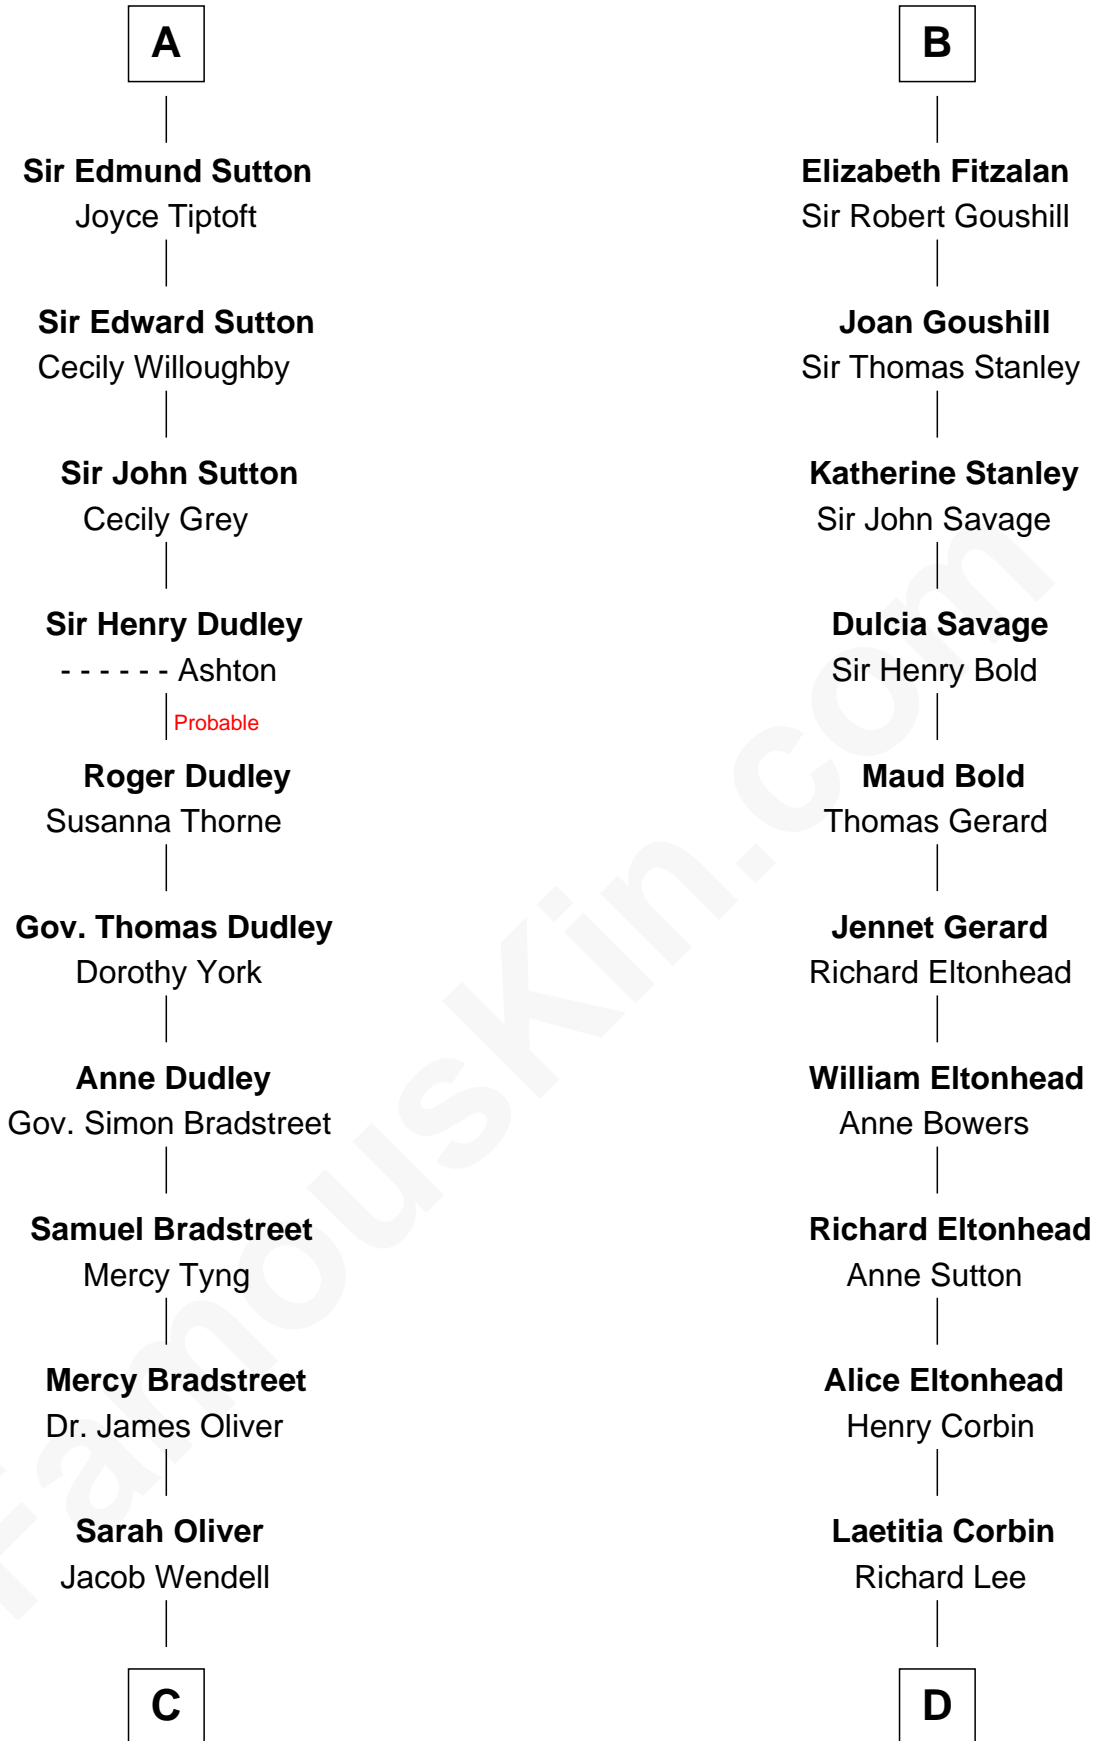 A
Sir Edmund Sutton
Joyce Tiptoft
Sir Edward Sutton
Cecily Willoughby
Sir John Sutton
Cecily Grey
Sir Henry Dudley
- - - - - - Ashton
Probable
Roger Dudley
Susanna Thorne
Gov. Thomas Dudley
Dorothy York
Anne Dudley
Gov. Simon Bradstreet
Samuel Bradstreet
Mercy Tyng
Mercy Bradstreet
Dr. James Oliver
Sarah Oliver
Jacob Wendell
C
B
Elizabeth Fitzalan
Sir Robert Goushill
Joan Goushill
Sir Thomas Stanley
Katherine Stanley
Sir John Savage
Dulcia Savage
Sir Henry Bold
Maud Bold
Thomas Gerard
Jennet Gerard
Richard Eltonhead
William Eltonhead
Anne Bowers
Richard Eltonhead
Anne Sutton
Alice Eltonhead
Henry Corbin
Laetitia Corbin
Richard Lee
D
FamousKin.com